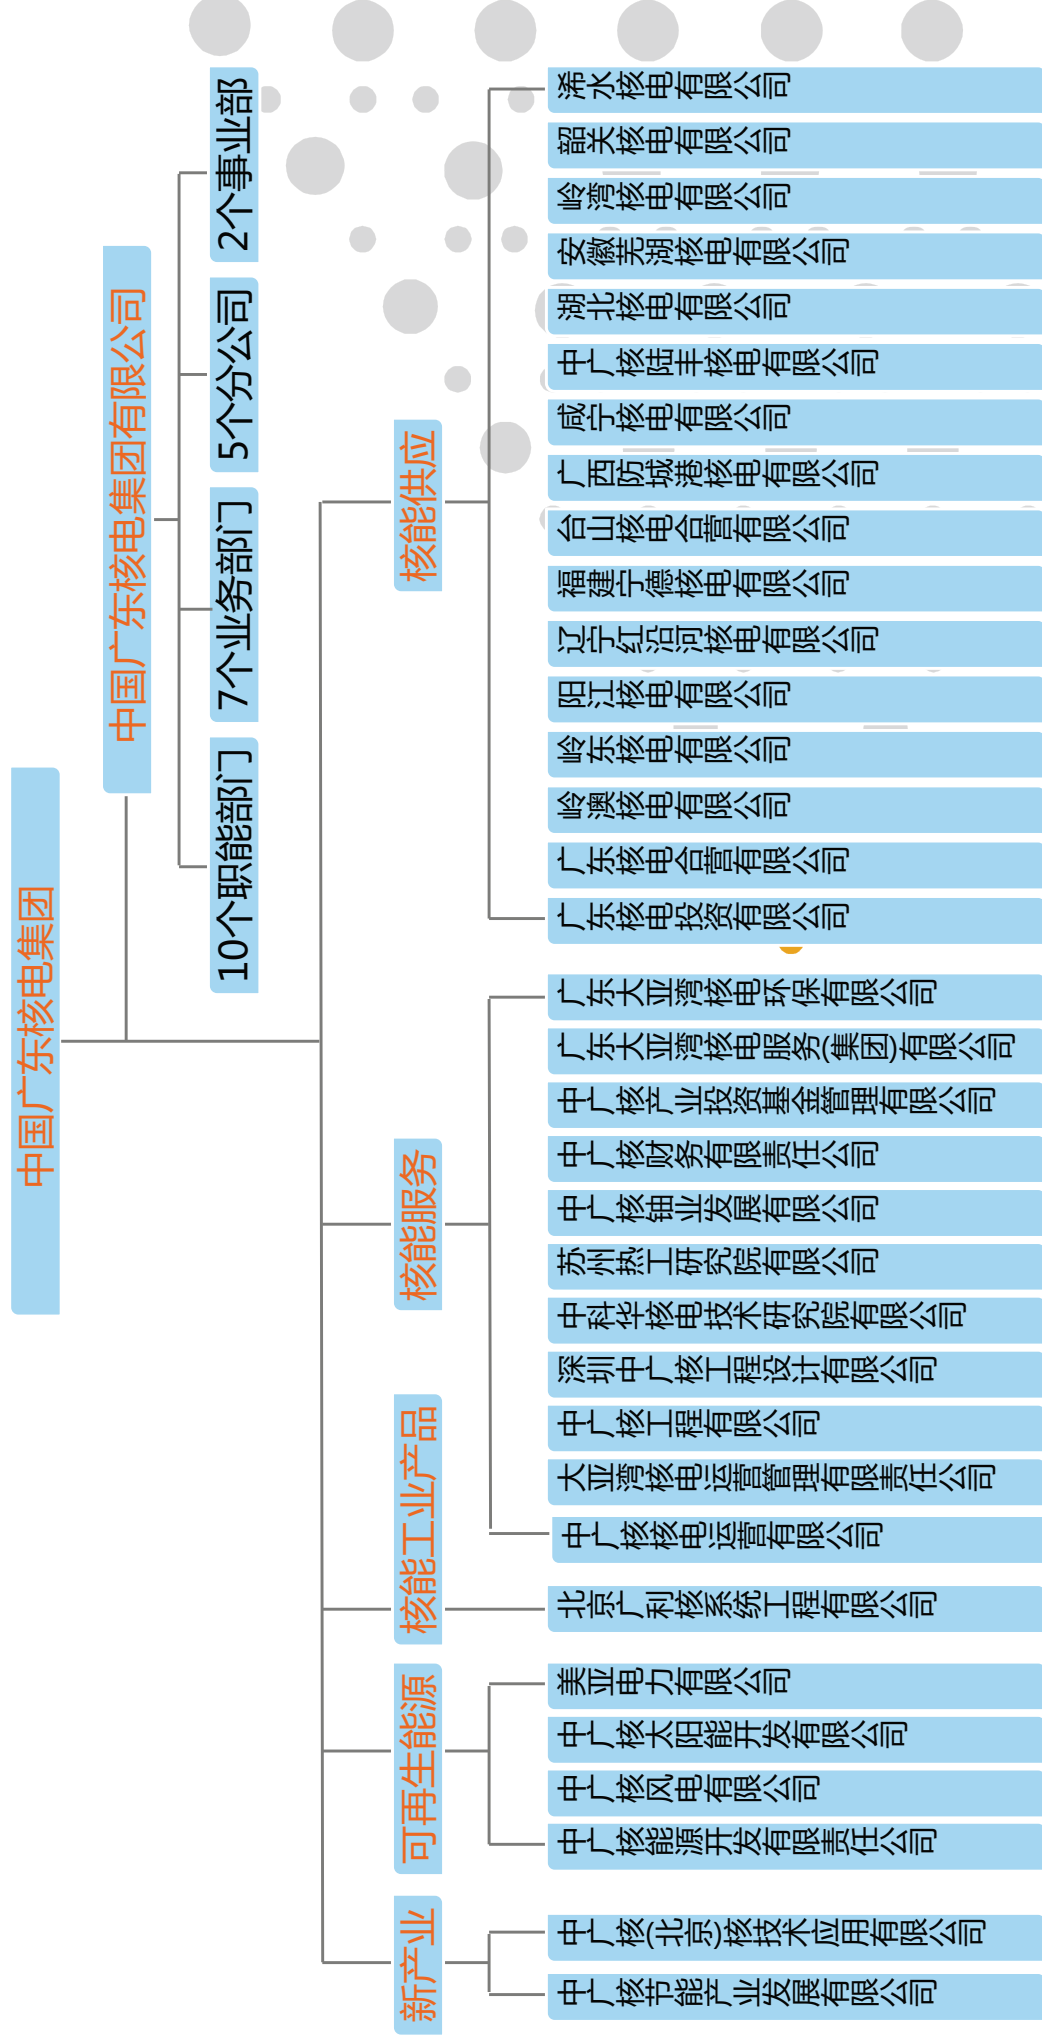 中国广东核电集团
中国广东核电集团有限公司
10个职能部门
7个业务部门
5个分公司
2个事业部
新产业
可再生能源
核能工业产品
核能服务
核能供应
中广核节能产业发展有限公司
中广核(北京)核技术应用有限公司
中广核能源开发有限责任公司
中广核风电有限公司
中广核太阳能开发有限公司
美亚电力有限公司
北京广利核系统工程有限公司
中广核核电运营有限公司
大亚湾核电运营管理有限责任公司
中广核工程有限公司
深圳中广核工程设计有限公司
中科华核电技术研究院有限公司
苏州热工研究院有限公司
中广核铀业发展有限公司
中广核财务有限责任公司
中广核产业投资基金管理有限公司
广东大亚湾核电服务(集团)有限公司
广东大亚湾核电环保有限公司
广东核电投资有限公司
广东核电合营有限公司
岭澳核电有限公司
岭东核电有限公司
阳江核电有限公司
辽宁红沿河核电有限公司
福建宁德核电有限公司
台山核电合营有限公司
广西防城港核电有限公司
咸宁核电有限公司
中广核陆丰核电有限公司
湖北核电有限公司
安徽芜湖核电有限公司
岭湾核电有限公司
韶关核电有限公司
浠水核电有限公司